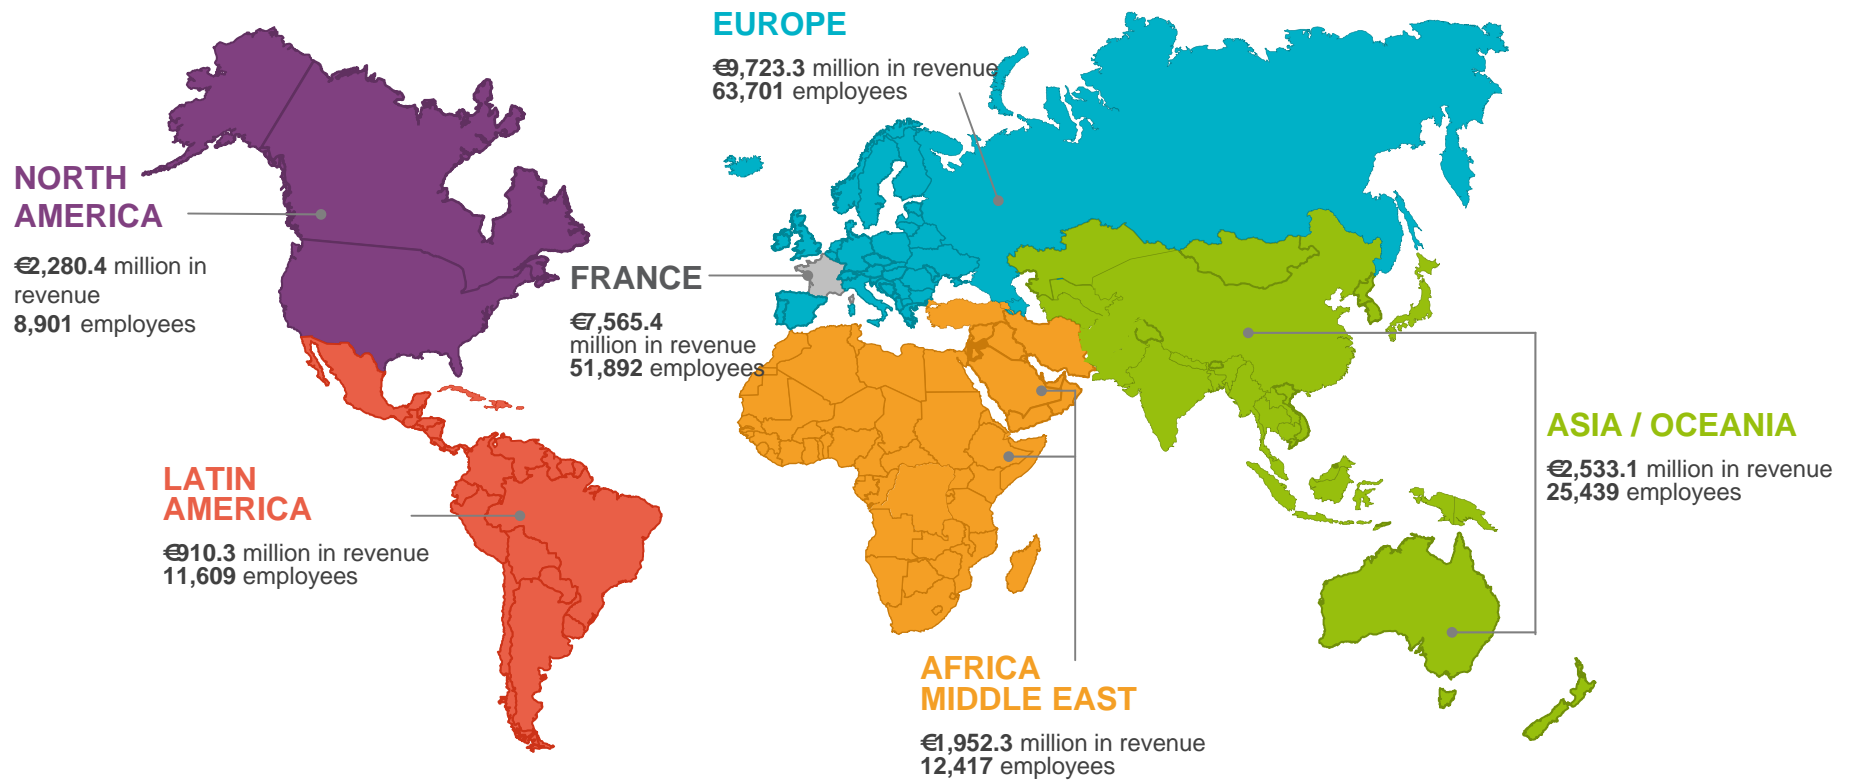 EUROPE
€9,723.3 million in revenue
63,701 employees
NORTH
AMERICA
€2,280.4 million in
revenue
8,901 employees
FRANCE
€7,565.4
million in revenue
51,892 employees
LATIN
AMERICA
€910.3 million in revenue
11,609 employees
ASIA / OCEANIA
€2,533.1 million in revenue
25,439 employees
AFRICA
MIDDLE EAST
€1,952.3 million in revenue
12,417 employees